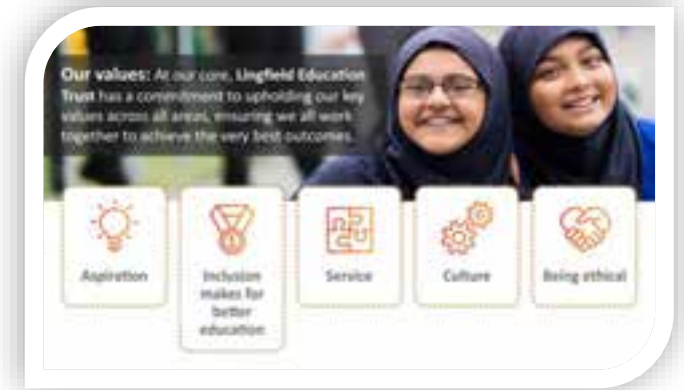 Our values: At our core, Lingfield Education
Trust has a commitment to upholding our key
values across all areas, ensuring we all work
together to achieve the very best outcomes.
Aspiration
Inclusion
makes for
better
education
Service
Culture
Being ethical